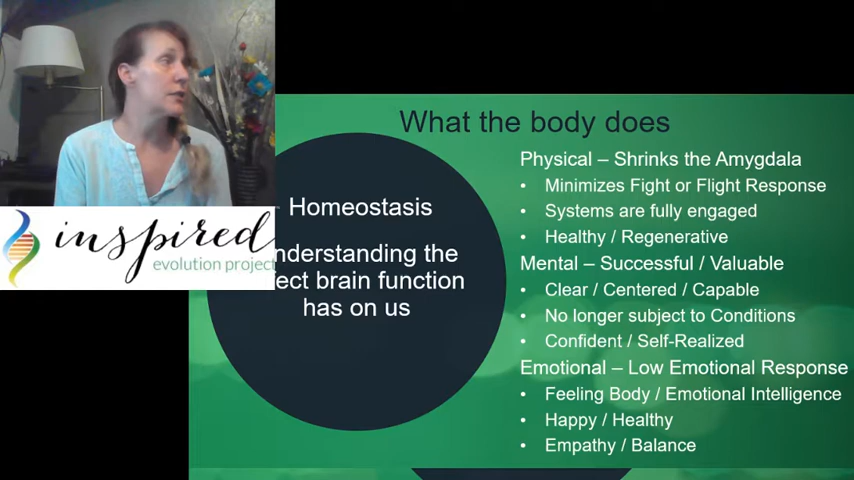 What the body does
inspired
evolution project
Homeostasis
the
brain function
has on us
Physical – Shrinks the Amygdala
• Minimizes Fight or Flight Response
• Systems are fully engaged
• Healthy / Regenerative
Mental – Successful / Valuable
• Clear / Centered / Capable
• No longer subject to Conditions
• Confident / Self-Realized
Emotional – Low Emotional Response
• Feeling Body / Emotional Intelligence
• Happy / Healthy
• Empathy / Balance